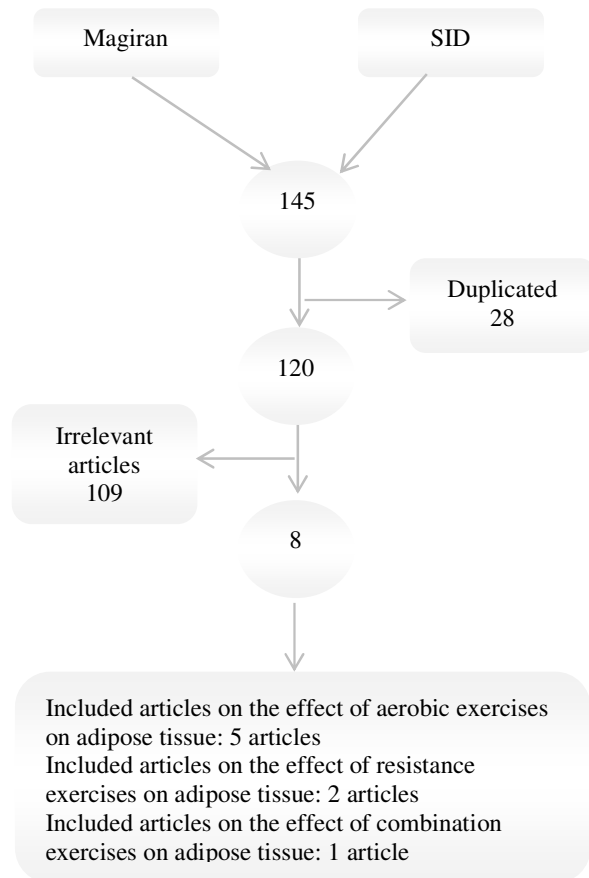 Magiran
SID
145
Duplicated
28
120
Irrelevant
articles
109
8
Included articles on the effect of aerobic exercises
on adipose tissue: 5 articles
Included articles on the effect of resistance
exercises on adipose tissue: 2 articles
Included articles on the effect of combination
exercises on adipose tissue: 1 article